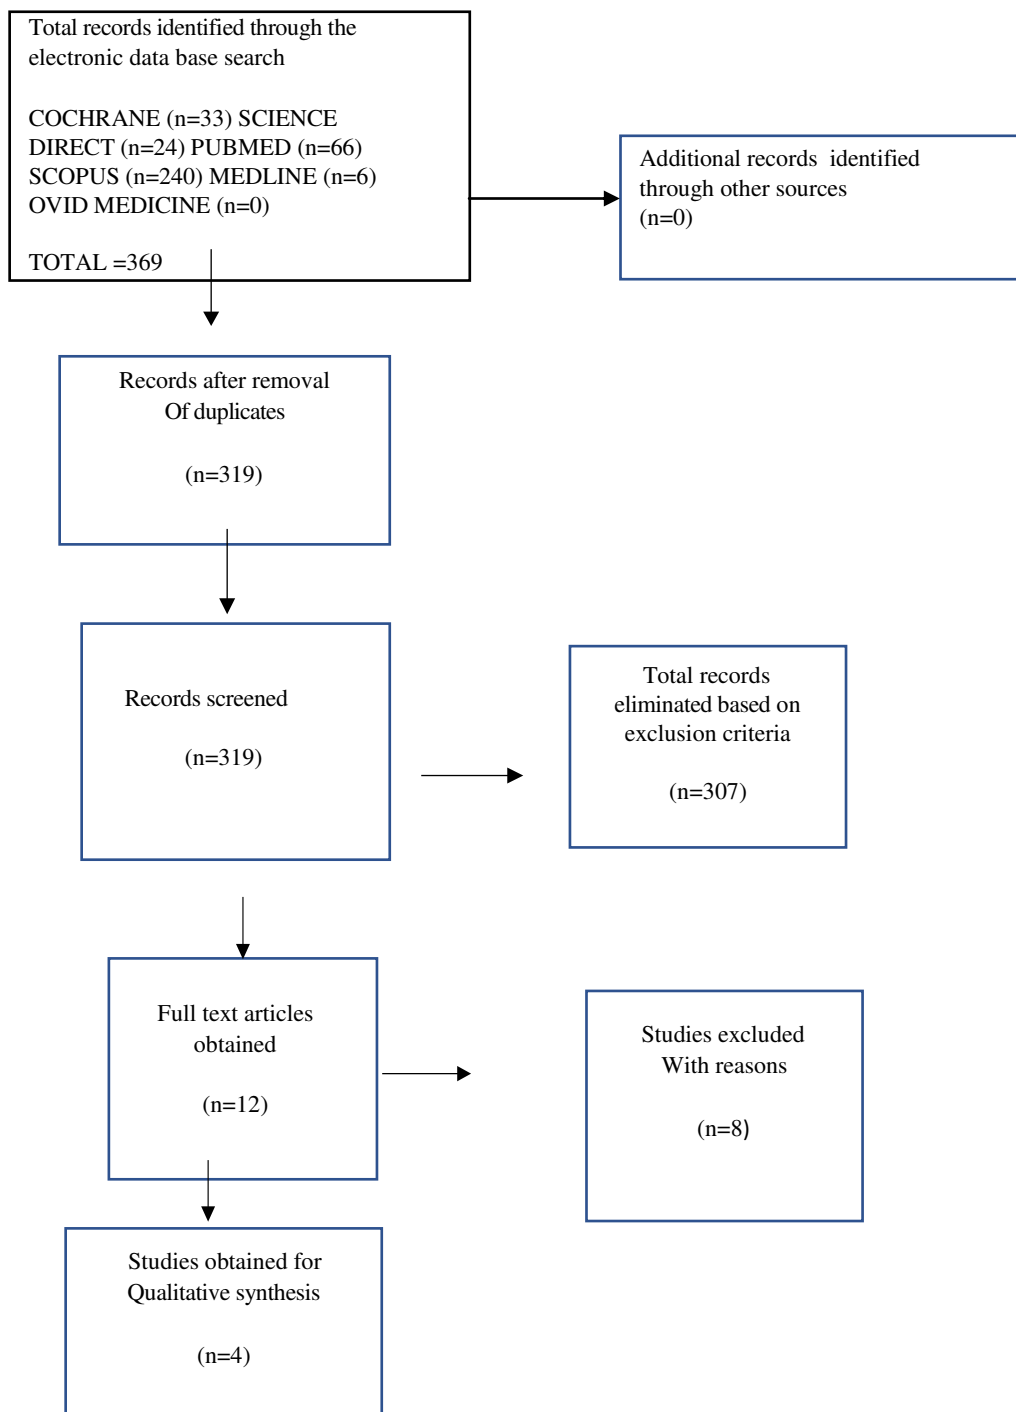 Total records identified through the
electronic data base search
COCHRANE (n=33) SCIENCE
DIRECT (n=24) PUBMED (n=66)
SCOPUS (n=240) MEDLINE (n=6)
OVID MEDICINE (n=0)
TOTAL =369
Additional records identified
through other sources
(n=0)
Records after removal
Of duplicates
(n=319)
Records screened
(n=319)
Total records
eliminated based on
exclusion criteria
(n=307)
Full text articles
obtained
(n=12)
Studies excluded
With reasons
(n=8)
Studies obtained for
Qualitative synthesis
(n=4)